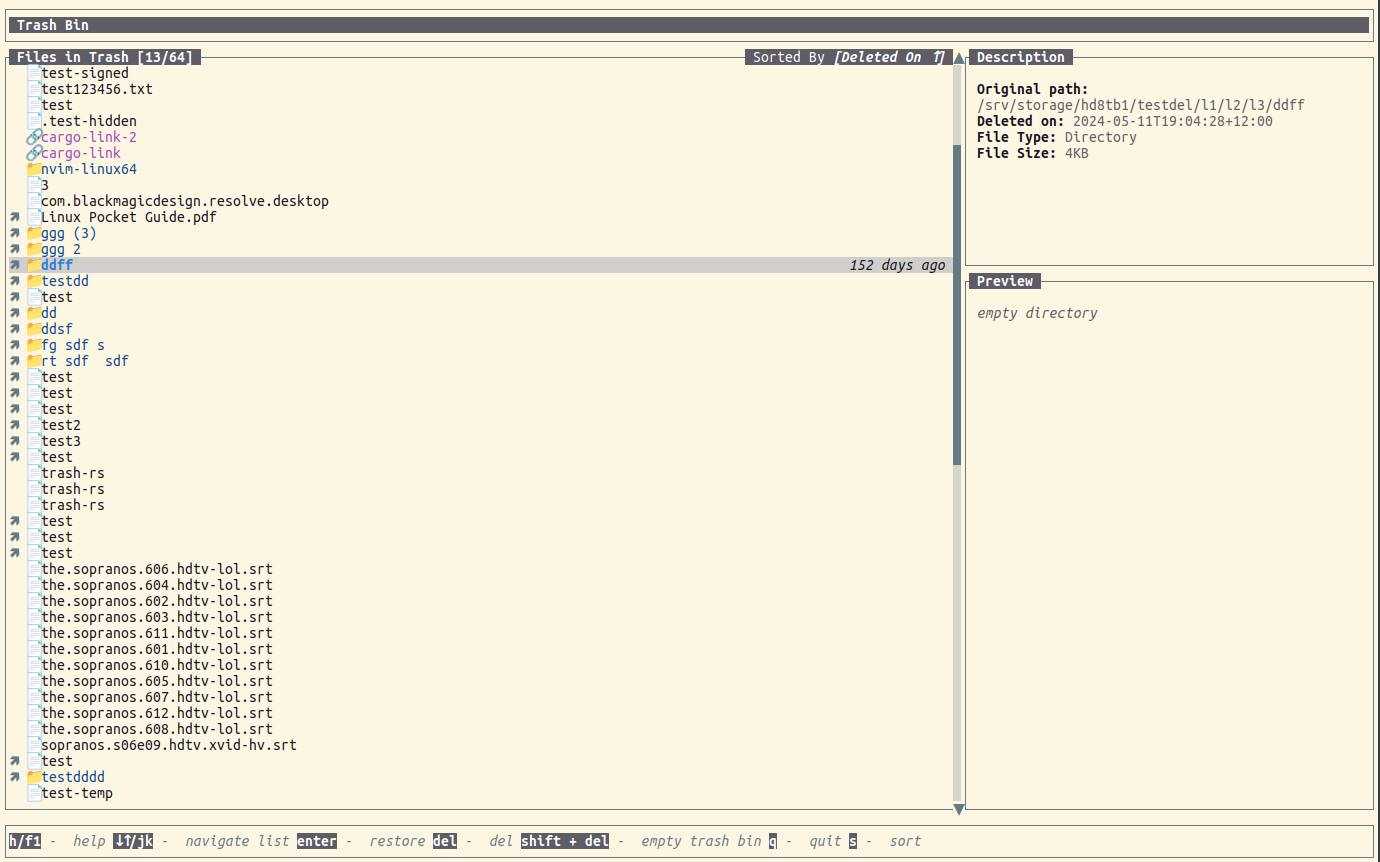 Trash Bin
Files in Trash [13/64]
Sorted By [Deleted On ⇑]
test-signed
test123456.txt
test
.test-hidden
cargo-link-2
cargo-link
nvim-linux64
3
com.blackmagicdesign.resolve.desktop
Linux Pocket Guide.pdf
ggg (3)
ggg 2
ddff 152 days ago
testdd
test
dd
ddsf
fg sdf s
rt sdf  sdf
test
test
test
test2
test3
test
trash-rs
trash-rs
trash-rs
test
test
test
the.sopranos.606.hdtv-lol.srt
the.sopranos.604.hdtv-lol.srt
the.sopranos.602.hdtv-lol.srt
the.sopranos.603.hdtv-lol.srt
the.sopranos.611.hdtv-lol.srt
the.sopranos.601.hdtv-lol.srt
the.sopranos.610.hdtv-lol.srt
the.sopranos.605.hdtv-lol.srt
the.sopranos.607.hdtv-lol.srt
the.sopranos.612.hdtv-lol.srt
the.sopranos.608.hdtv-lol.srt
sopranos.s06e09.hdtv.xvid-hv.srt
test
testdddd
test-temp
Description
Original path:
/srv/storage/hd8tb1/testdel/l1/l2/l3/ddff
Deleted on: 2024-05-11T19:04:28+12:00
File Type: Directory
File Size: 4KB
Preview
empty directory
h/f1 - help ↓↑/jk - navigate list enter - restore del - del shift + del - empty trash bin q - quit s - sort